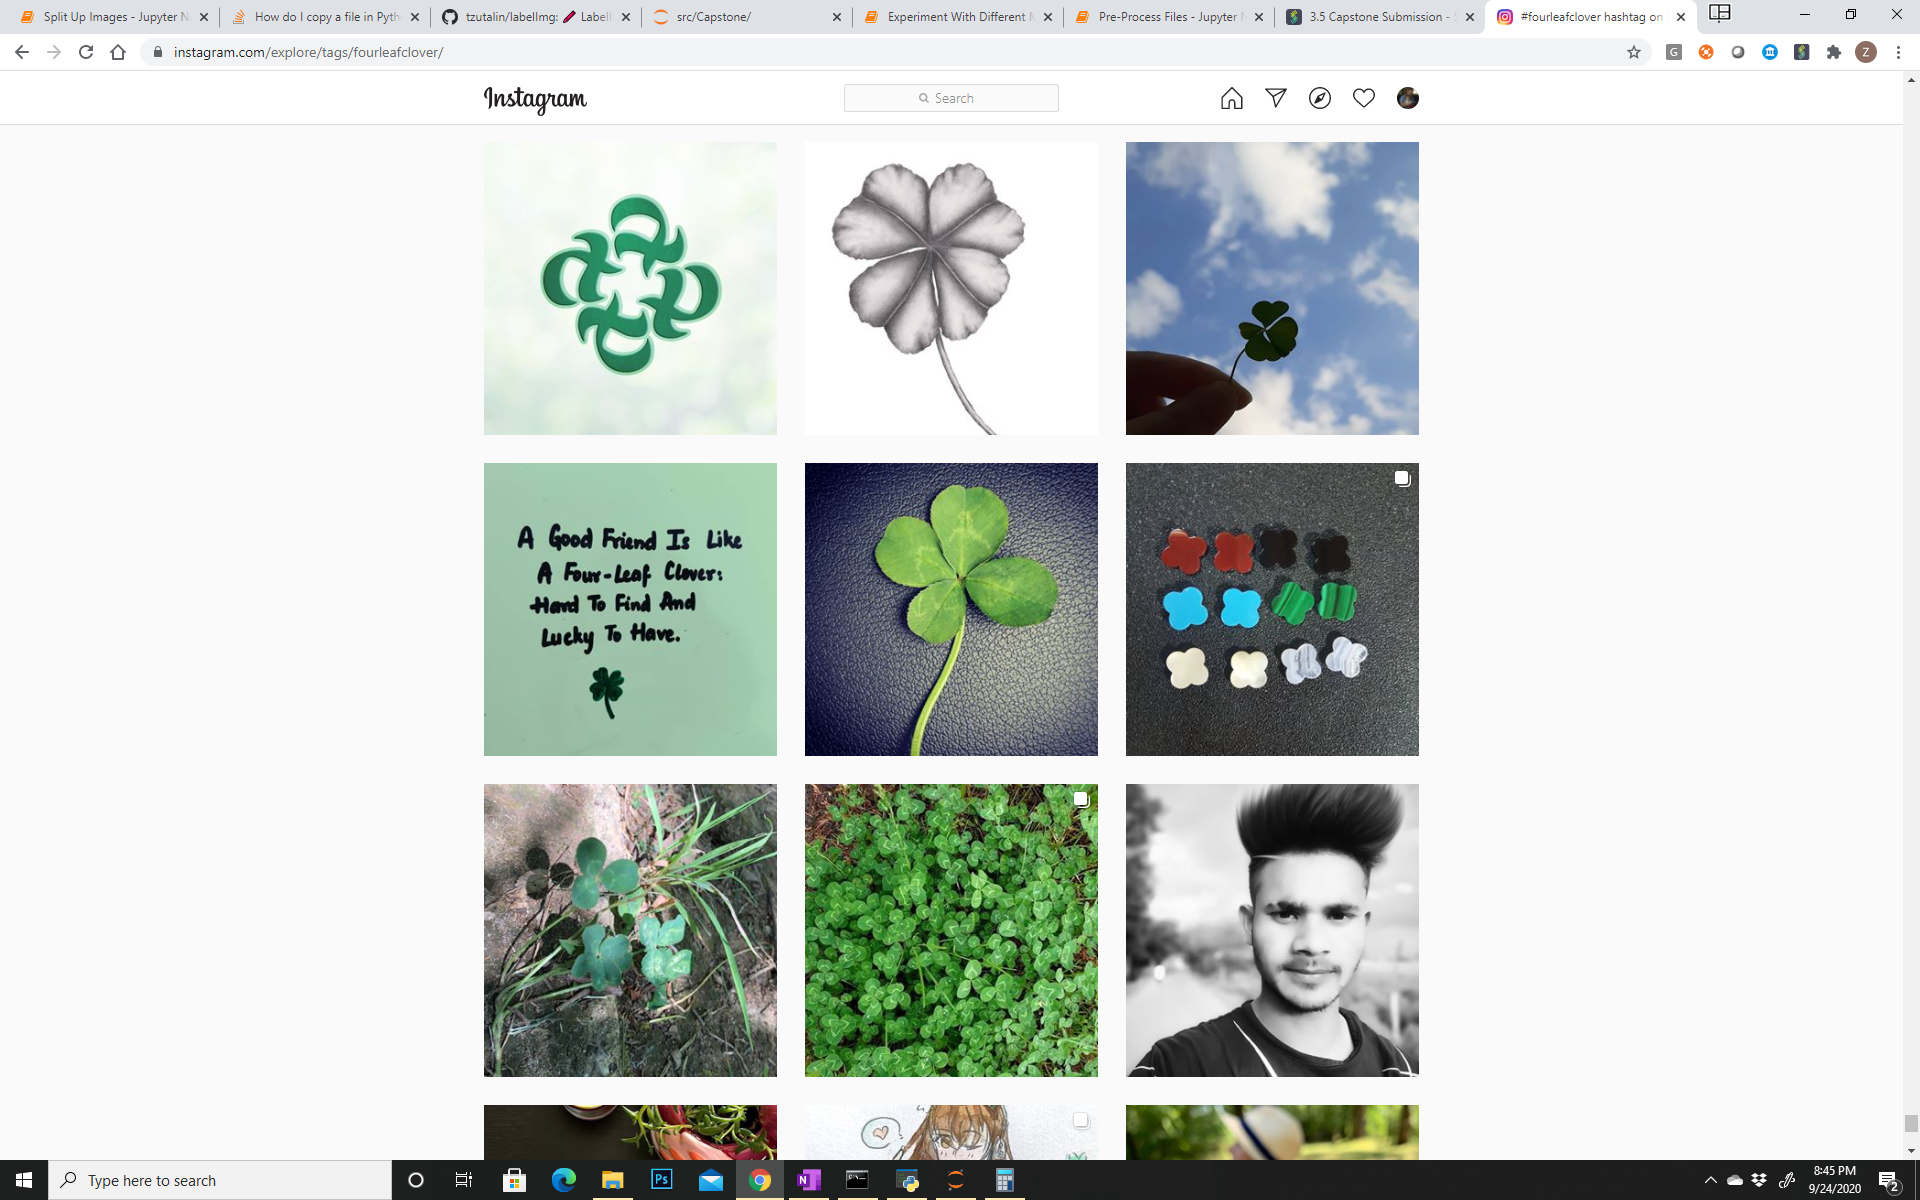 Split Up Images - Jupyter N
How do I copy a file in Pyth
tzutalin/labelImg: Labell
src/Capstone/
Experiment With Different M
Pre-Process Files - Jupyter N
3.5 Capstone Submission - S
#fourleafclover hashtag on
instagram.com/explore/tags/fourleafclover/
G
Z
Instagram
Search
A Good Friend Is Like
A Four-Leaf Clover:
Hard To Find And
Lucky To Have.
Type here to search
Ps
N
8:45 PM
9/24/2020
2